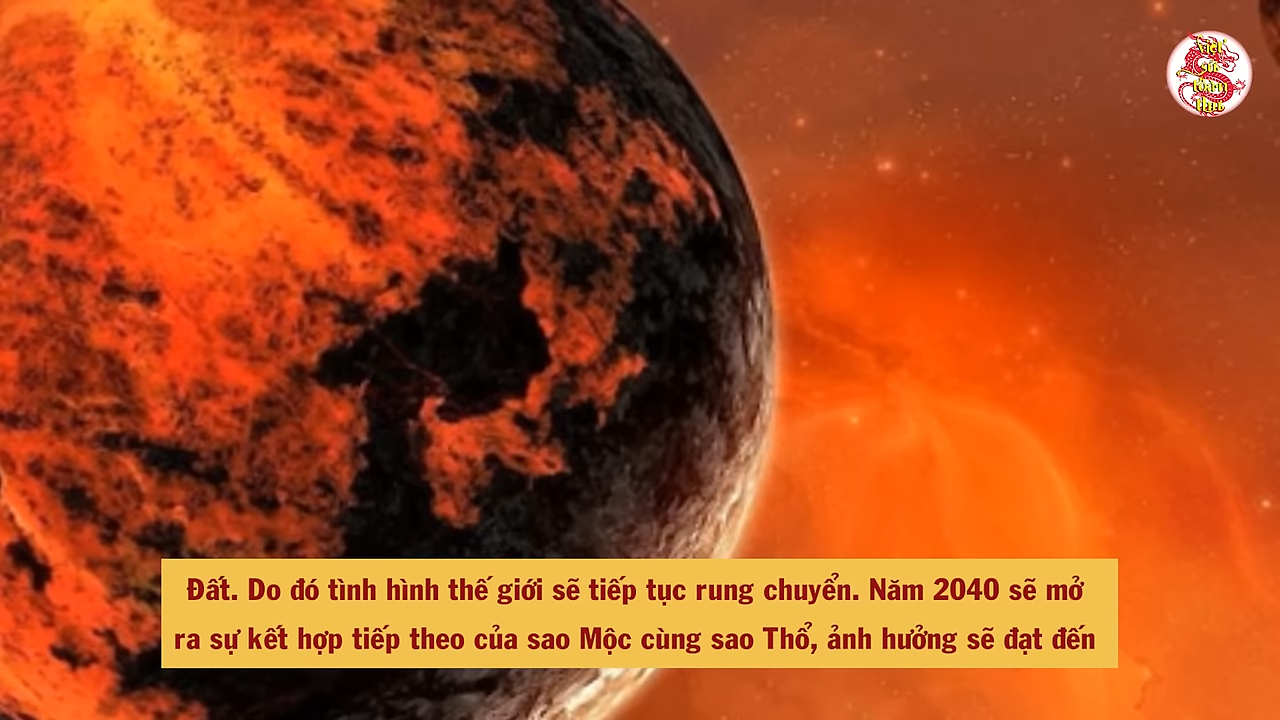 Đất. Do đó tình hình thế giới sẽ tiếp tục rung chuyển. Năm 2040 sẽ mở
ra sự kết hợp tiếp theo của sao Mộc cùng sao Thổ, ảnh hưởng sẽ đạt đến